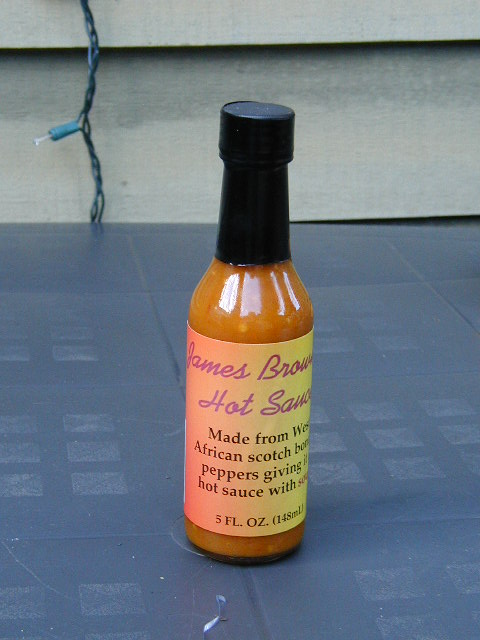 James Brow
Hot Sauc
Made from Wes
African scotch bon
peppers giving i
hot sauce with so
5 FL. OZ. (148mL)